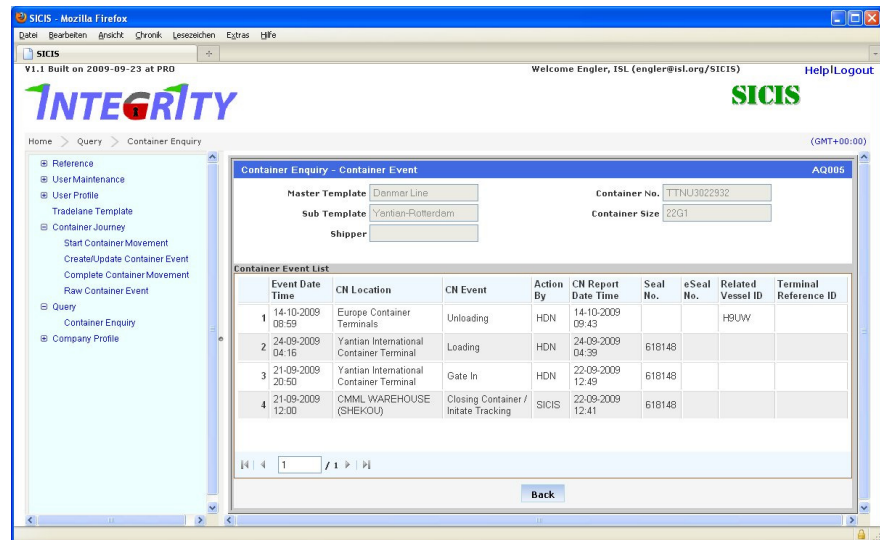 SICIS - Mozilla Firefox
Datei Bearbeiten Ansicht Chronik Lesezeichen Extras Hilfe
SICIS
V1.1 Built on 2009-09-23 at PRO
Welcome Engler, ISL (engler@isl.org/SICIS)
Help|Logout
INTEGRITY
SICIS
Home > Query > Container Enquiry
(GMT+00:00)
Reference
User Maintenance
User Profile
Tradelane Template
Container Journey
Start Container Movement
Create/Update Container Event
Complete Container Movement
Raw Container Event
Query
Container Enquiry
Company Profile
Container Enquiry - Container Event AQ005
Master Template Danmar Line Container No. TTNU3022932
Sub Template Yantian-Rotterdam Container Size 22G1
Shipper
Container Event List
Event Date Time CN Location CN Event Action By CN Report Date Time Seal No. eSeal No. Related Vessel ID Terminal Reference ID
1 14-10-2009 08:59 Europe Container Terminals Unloading HDN 14-10-2009 09:43 H9UW
2 24-09-2009 04:16 Yantian International Container Terminal Loading HDN 24-09-2009 04:39 618148
3 21-09-2009 20:50 Yantian International Container Terminal Gate In HDN 22-09-2009 12:49 618148
4 21-09-2009 12:00 CMML WAREHOUSE (SHEKOU) Closing Container / Initate Tracking SICIS 22-09-2009 12:41 618148
1 / 1
Back